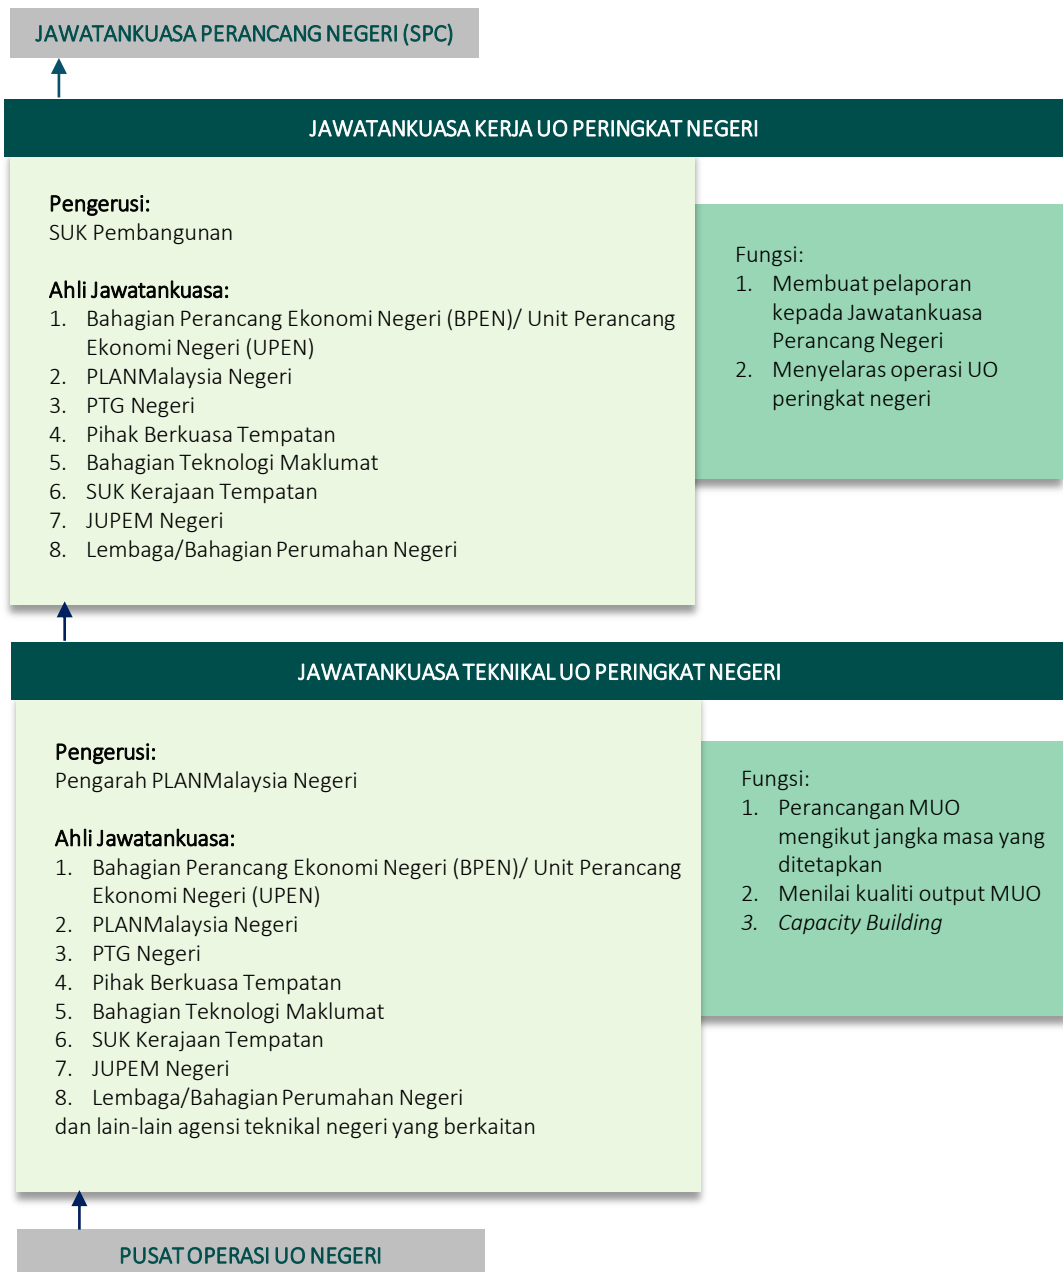 JAWATANKUASA PERANCANG NEGERI (SPC)
JAWATANKUASA KERJA UO PERINGKAT NEGERI
Pengerusi:
SUK Pembangunan
Ahli Jawatankuasa:
1. Bahagian Perancang Ekonomi Negeri (BPEN)/ Unit Perancang
Ekonomi Negeri (UPEN)
2. PLANMalaysia Negeri
3. PTG Negeri
4. Pihak Berkuasa Tempatan
5. Bahagian Teknologi Maklumat
6. SUK Kerajaan Tempatan
7. JUPEM Negeri
8. Lembaga/Bahagian Perumahan Negeri
Fungsi:
1. Membuat pelaporan
kepada Jawatankuasa
Perancang Negeri
2. Menyelaras operasi UO
peringkat negeri
JAWATANKUASA TEKNIKAL UO PERINGKAT NEGERI
Pengerusi:
Pengarah PLANMalaysia Negeri
Ahli Jawatankuasa:
1. Bahagian Perancang Ekonomi Negeri (BPEN)/ Unit Perancang
Ekonomi Negeri (UPEN)
2. PLANMalaysia Negeri
3. PTG Negeri
4. Pihak Berkuasa Tempatan
5. Bahagian Teknologi Maklumat
6. SUK Kerajaan Tempatan
7. JUPEM Negeri
8. Lembaga/Bahagian Perumahan Negeri
dan lain-lain agensi teknikal negeri yang berkaitan
Fungsi:
1. Perancangan MUO
mengikut jangka masa yang
ditetapkan
2. Menilai kualiti output MUO
3. Capacity Building
PUSAT OPERASI UO NEGERI